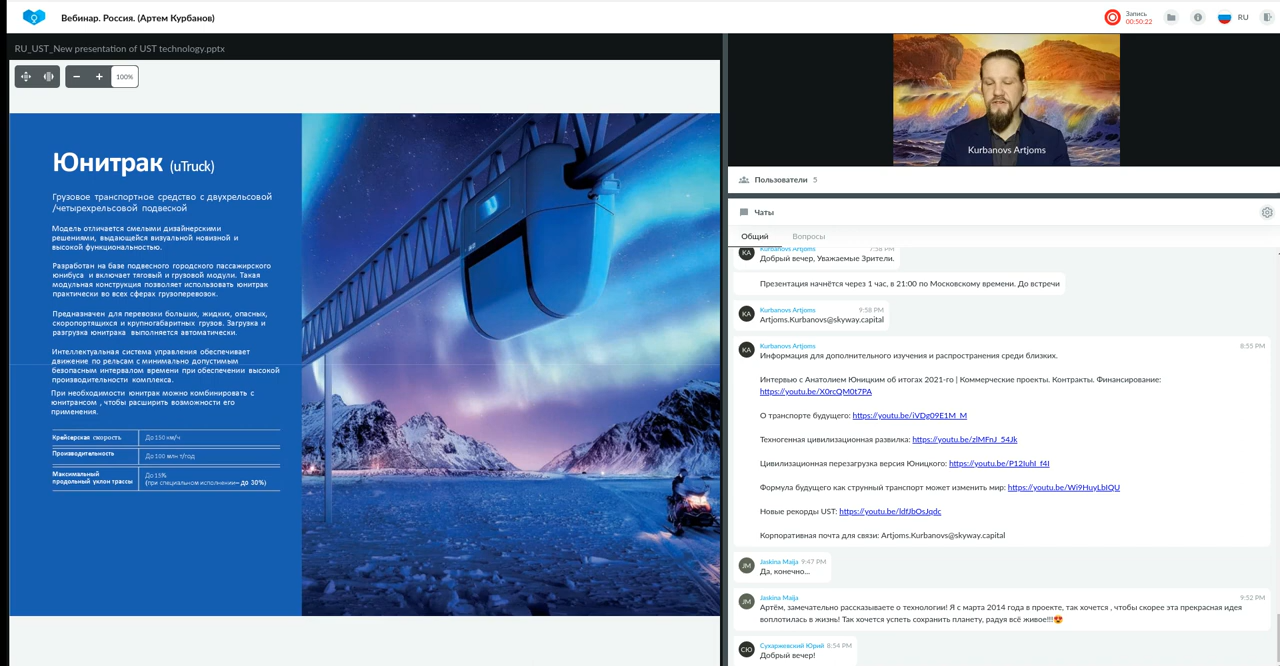 Вебинар. Россия. (Артем Курбанов)
Запись
00:50:22
RU
RU_UST_New presentation of UST technology.pptx
100%
Юнитрак (uTruck)
Грузовое транспортное средство с двухрельсовой
/четырехрельсовой подвеской
Модель отличается смелыми дизайнерскими
решениями, выдающейся визуальной новизной и
высокой функциональностью.
Разработан на базе подвесного городского пассажирского
юнибуса и включает тяговый и грузовой модули. Такая
модульная конструкция позволяет использовать юнитрак
практически во всех сферах грузоперевозок.
Предназначен для перевозки больших, жидких, опасных,
скоропортящихся и крупногабаритных грузов. Загрузка и
разгрузка юнитрака выполняется автоматически.
Интеллектуальная система управления обеспечивает
движение по рельсам с минимально допустимым
безопасным интервалом времени при обеспечении высокой
производительности комплекса.
При необходимости юнитрак можно комбинировать с
юнитрансом , чтобы расширить возможности его
применения.
Крейсерская скорость До 150 км/ч
Производительность До 100 млн т/год
Максимальный
продольный уклон трассы До 15%
(при специальном исполнении– до 30%)
Kurbanovs Artjoms
Пользователи 5
Чаты
Общий Вопросы
KA Kurbanovs Artjoms 7:58 PM
Добрый вечер, Уважаемые Зрители.
Презентация начнётся через 1 час, в 21:00 по Московскому времени. До встречи
KA Kurbanovs Artjoms 9:58 PM
Artjoms.Kurbanovs@skyway.capital
KA Kurbanovs Artjoms 8:55 PM
Информация для дополнительного изучения и распространения среди близких.
Интервью с Анатолием Юницким об итогах 2021-го | Коммерческие проекты. Контракты. Финансирование:
https://youtu.be/X0rcQM0t7PA
О транспорте будущего: https://youtu.be/iVDg09E1M_M
Техногенная цивилизационная развилка: https://youtu.be/zlMFnJ_54Jk
Цивилизационная перезагрузка версия Юницкого: https://youtu.be/P12IuhI_f4I
Формула будущего как струнный транспорт может изменить мир: https://youtu.be/Wi9HuyLbIQU
Новые рекорды UST: https://youtu.be/ldfJbOsJqdc
Корпоративная почта для связи: Artjoms.Kurbanovs@skyway.capital
JM Jaskina Maija 9:47 PM
Да, конечно...
JM Jaskina Maija 9:52 PM
Артём, замечательно рассказываете о технологии! Я с марта 2014 года в проекте, так хочется , чтобы скорее эта прекрасная идея
воплотилась в жизнь! Так хочется успеть сохранить планету, радуя всё живое!!!😍
СЮ Сухаржевский Юрий 8:54 PM
Добрый вечер!